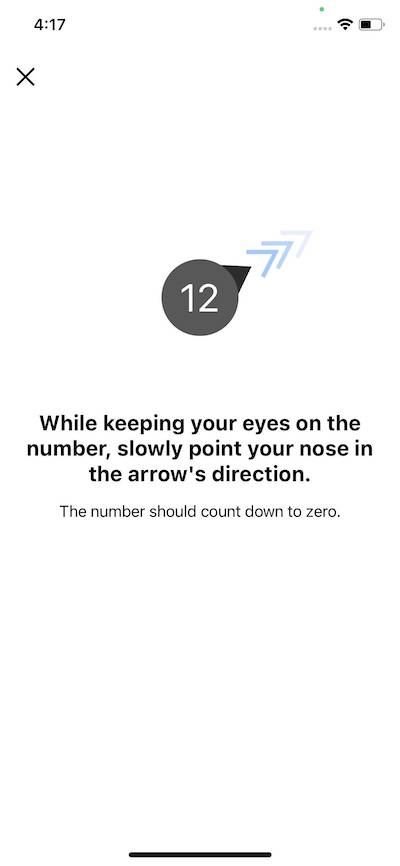 4:17
12
While keeping your eyes on the
number, slowly point your nose in
the arrow's direction.
The number should count down to zero.